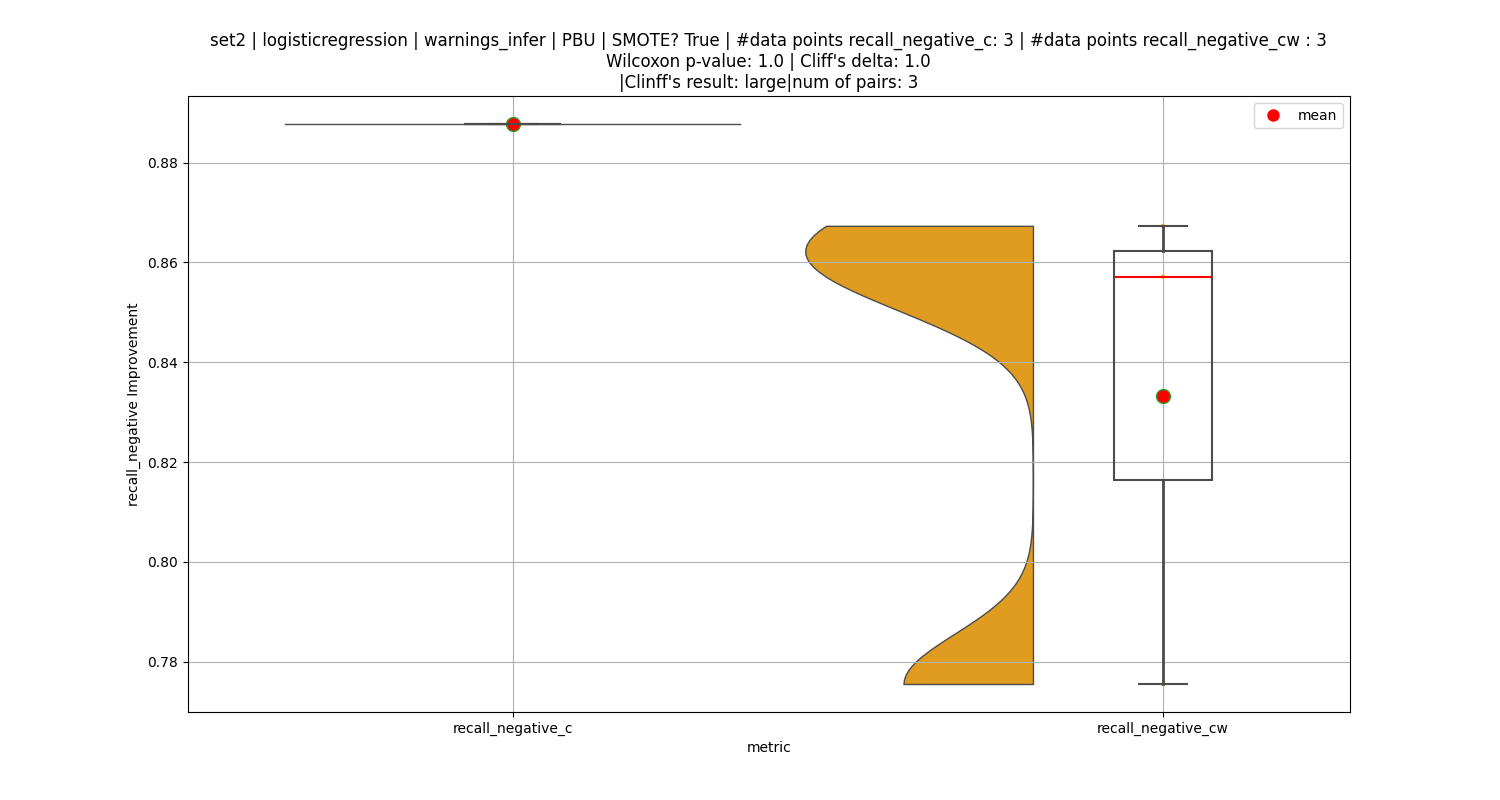 set2 | logisticregression | warnings_infer | PBU | SMOTE? True | #data points recall_negative_c: 3 | #data points recall_negative_cw : 3
Wilcoxon p-value: 1.0 | Cliff's delta: 1.0
|Clinff's result: large|num of pairs: 3
mean
0.88
0.86
0.84
0.82
0.80
0.78
recall_negative Improvement
recall_negative_c
recall_negative_cw
metric